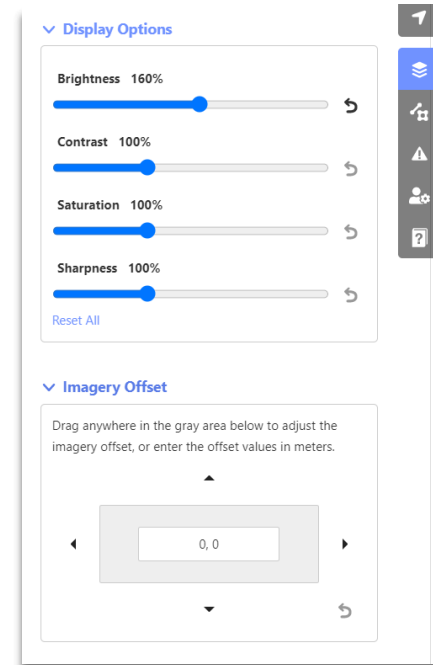 Display Options
Brightness 160%
Contrast 100%
Saturation 100%
Sharpness 100%
Reset All
Imagery Offset
Drag anywhere in the gray area below to adjust the
imagery offset, or enter the offset values in meters.
0, 0
?